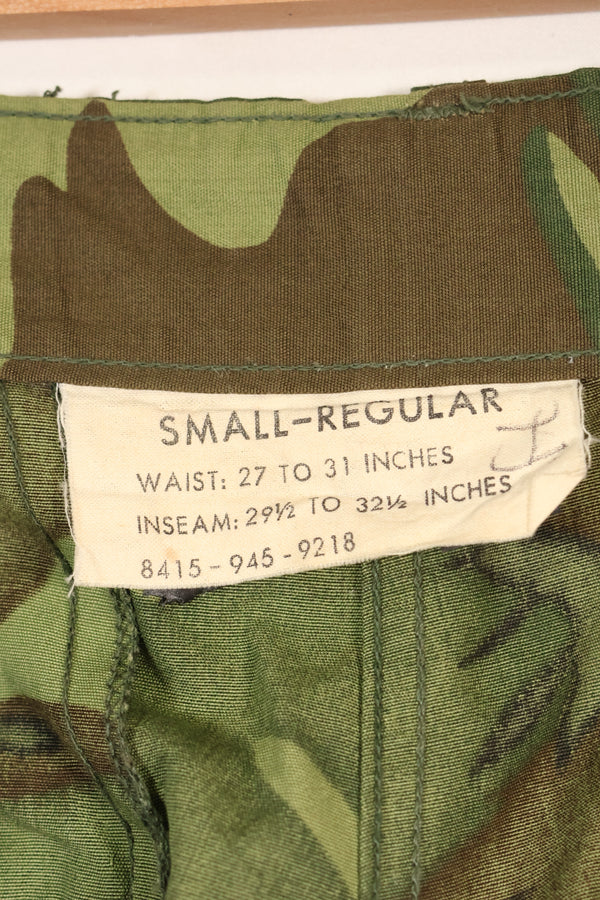 SMALL-REGULAR
WAIST: 27 TO 31 INCHES
INSEAM: 29½ TO 32½ INCHES
8415-945-9218